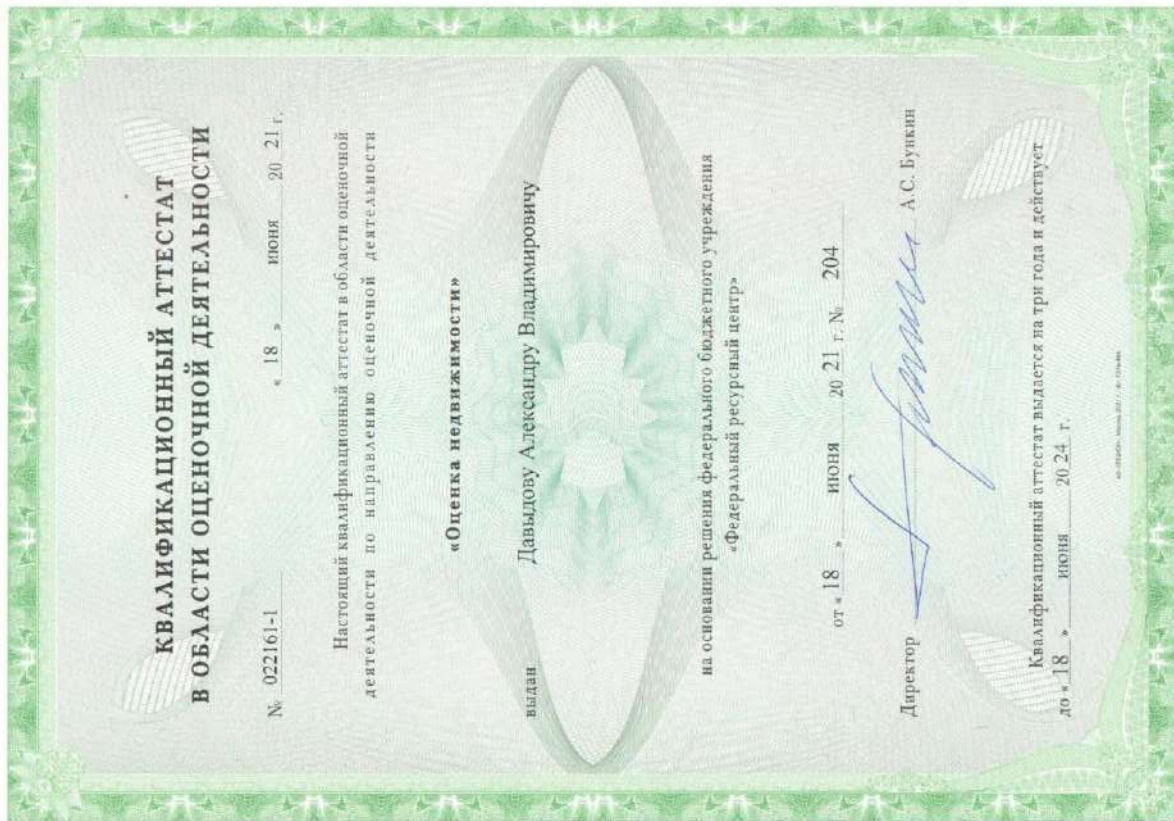 КВАЛИФИКАЦИОННЫЙ АТТЕСТАТ
В ОБЛАСТИ ОЦЕНОЧНОЙ ДЕЯТЕЛЬНОСТИ
№ 022161-1 « 18 » июня 20 21 г.
Настоящий квалификационный аттестат в области оценочной
деятельности по направлению оценочной деятельности
«Оценка недвижимости»
выдан Давыдову Александру Владимировичу
на основании решения федерального бюджетного учреждения
«Федеральный ресурсный центр»
от « 18 » июня 20 21 г. № 204
Директор А.С. Бункин
Квалификационный аттестат выдается на три года и действует
до « 18 » июня 20 24 г.